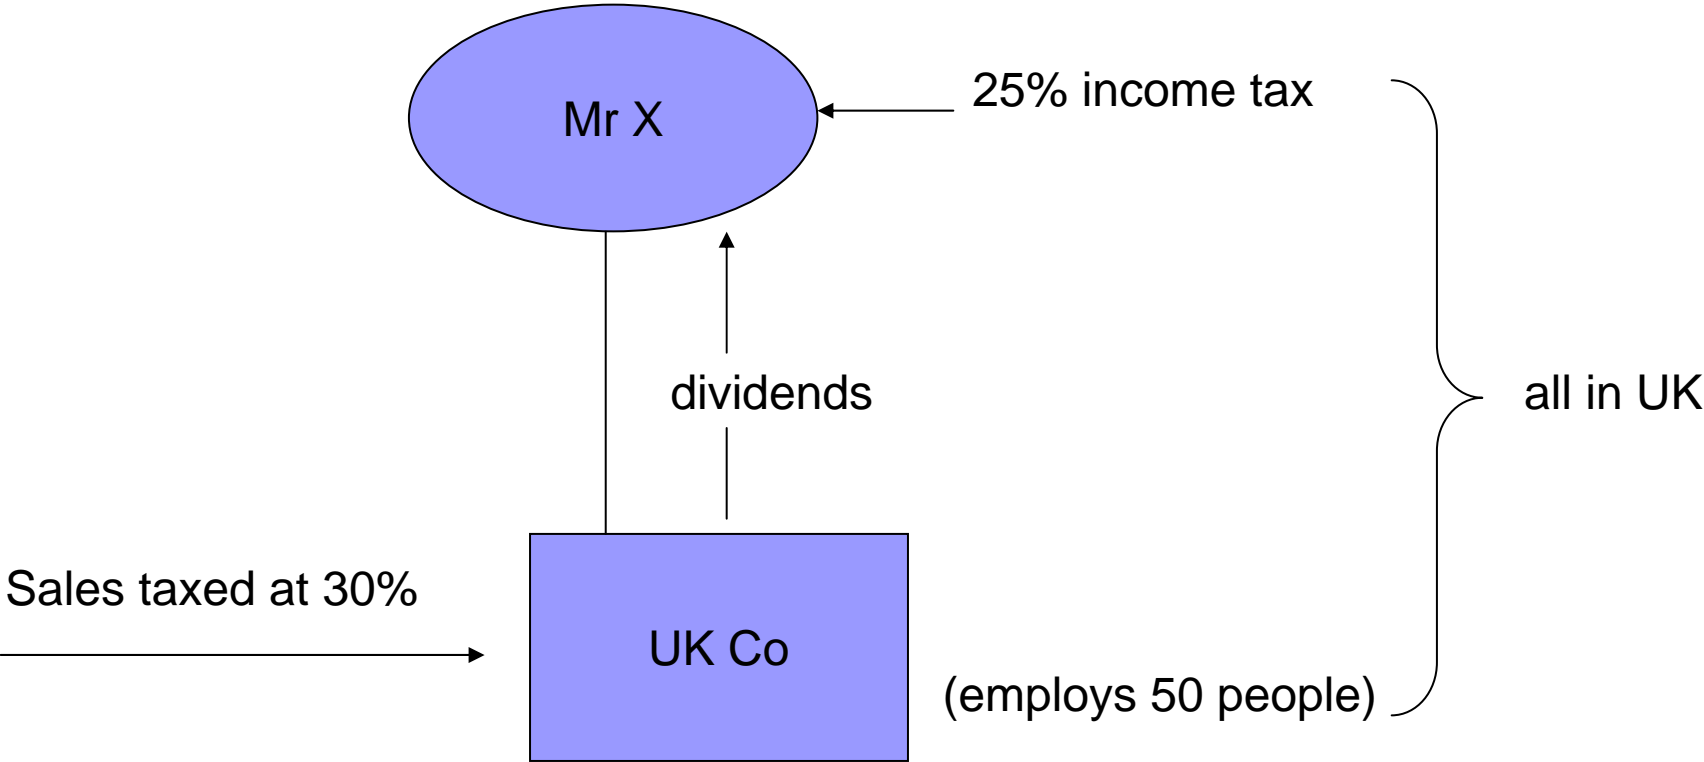 Mr X
25% income tax
dividends
all in UK
Sales taxed at 30%
UK Co
(employs 50 people)